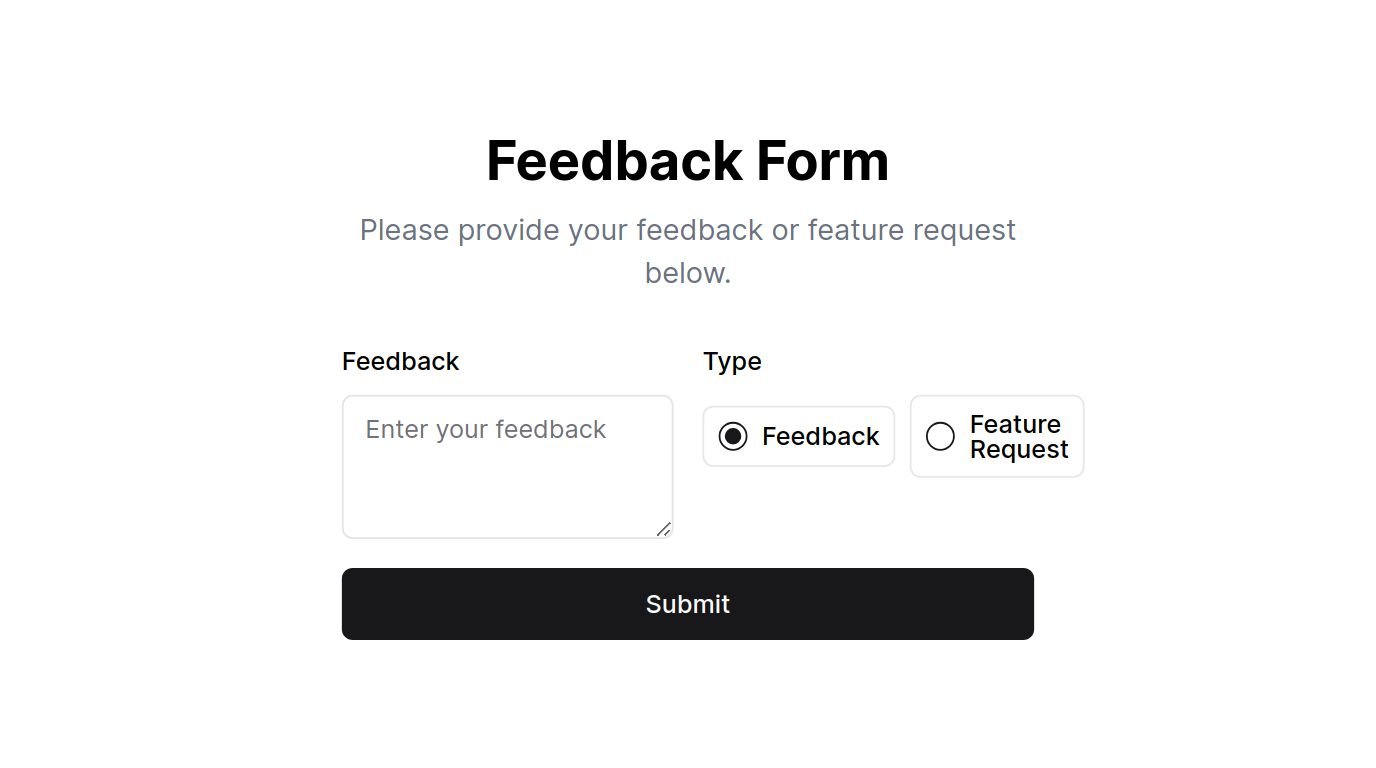 Feedback Form
Please provide your feedback or feature request
below.
Feedback
Enter your feedback
Type
Feedback
Feature
Request
Submit